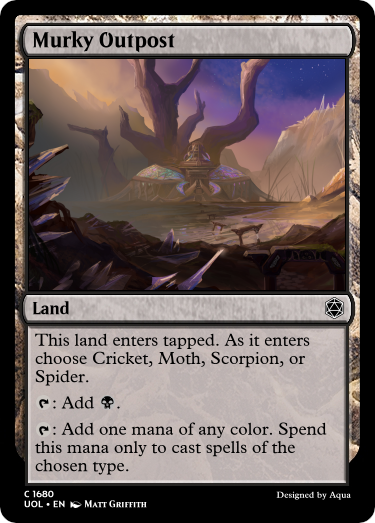 Murky Outpost
Land
This land enters tapped. As it enters
choose Cricket, Moth, Scorpion, or
Spider.
: Add .
: Add one mana of any color. Spend
this mana only to cast spells of the
chosen type.
C 1680
UOL • EN Matt Griffith
Designed by Aqua